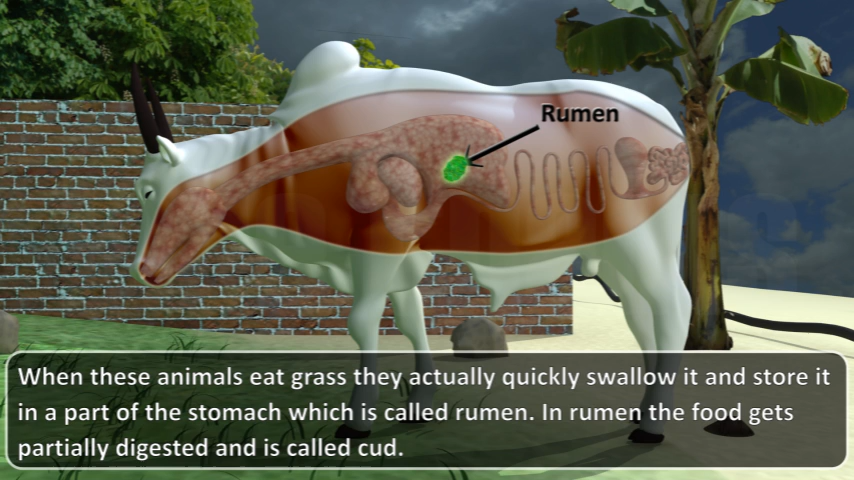 Rumen
When these animals eat grass they actually quickly swallow it and store it
in a part of the stomach which is called rumen. In rumen the food gets
partially digested and is called cud.